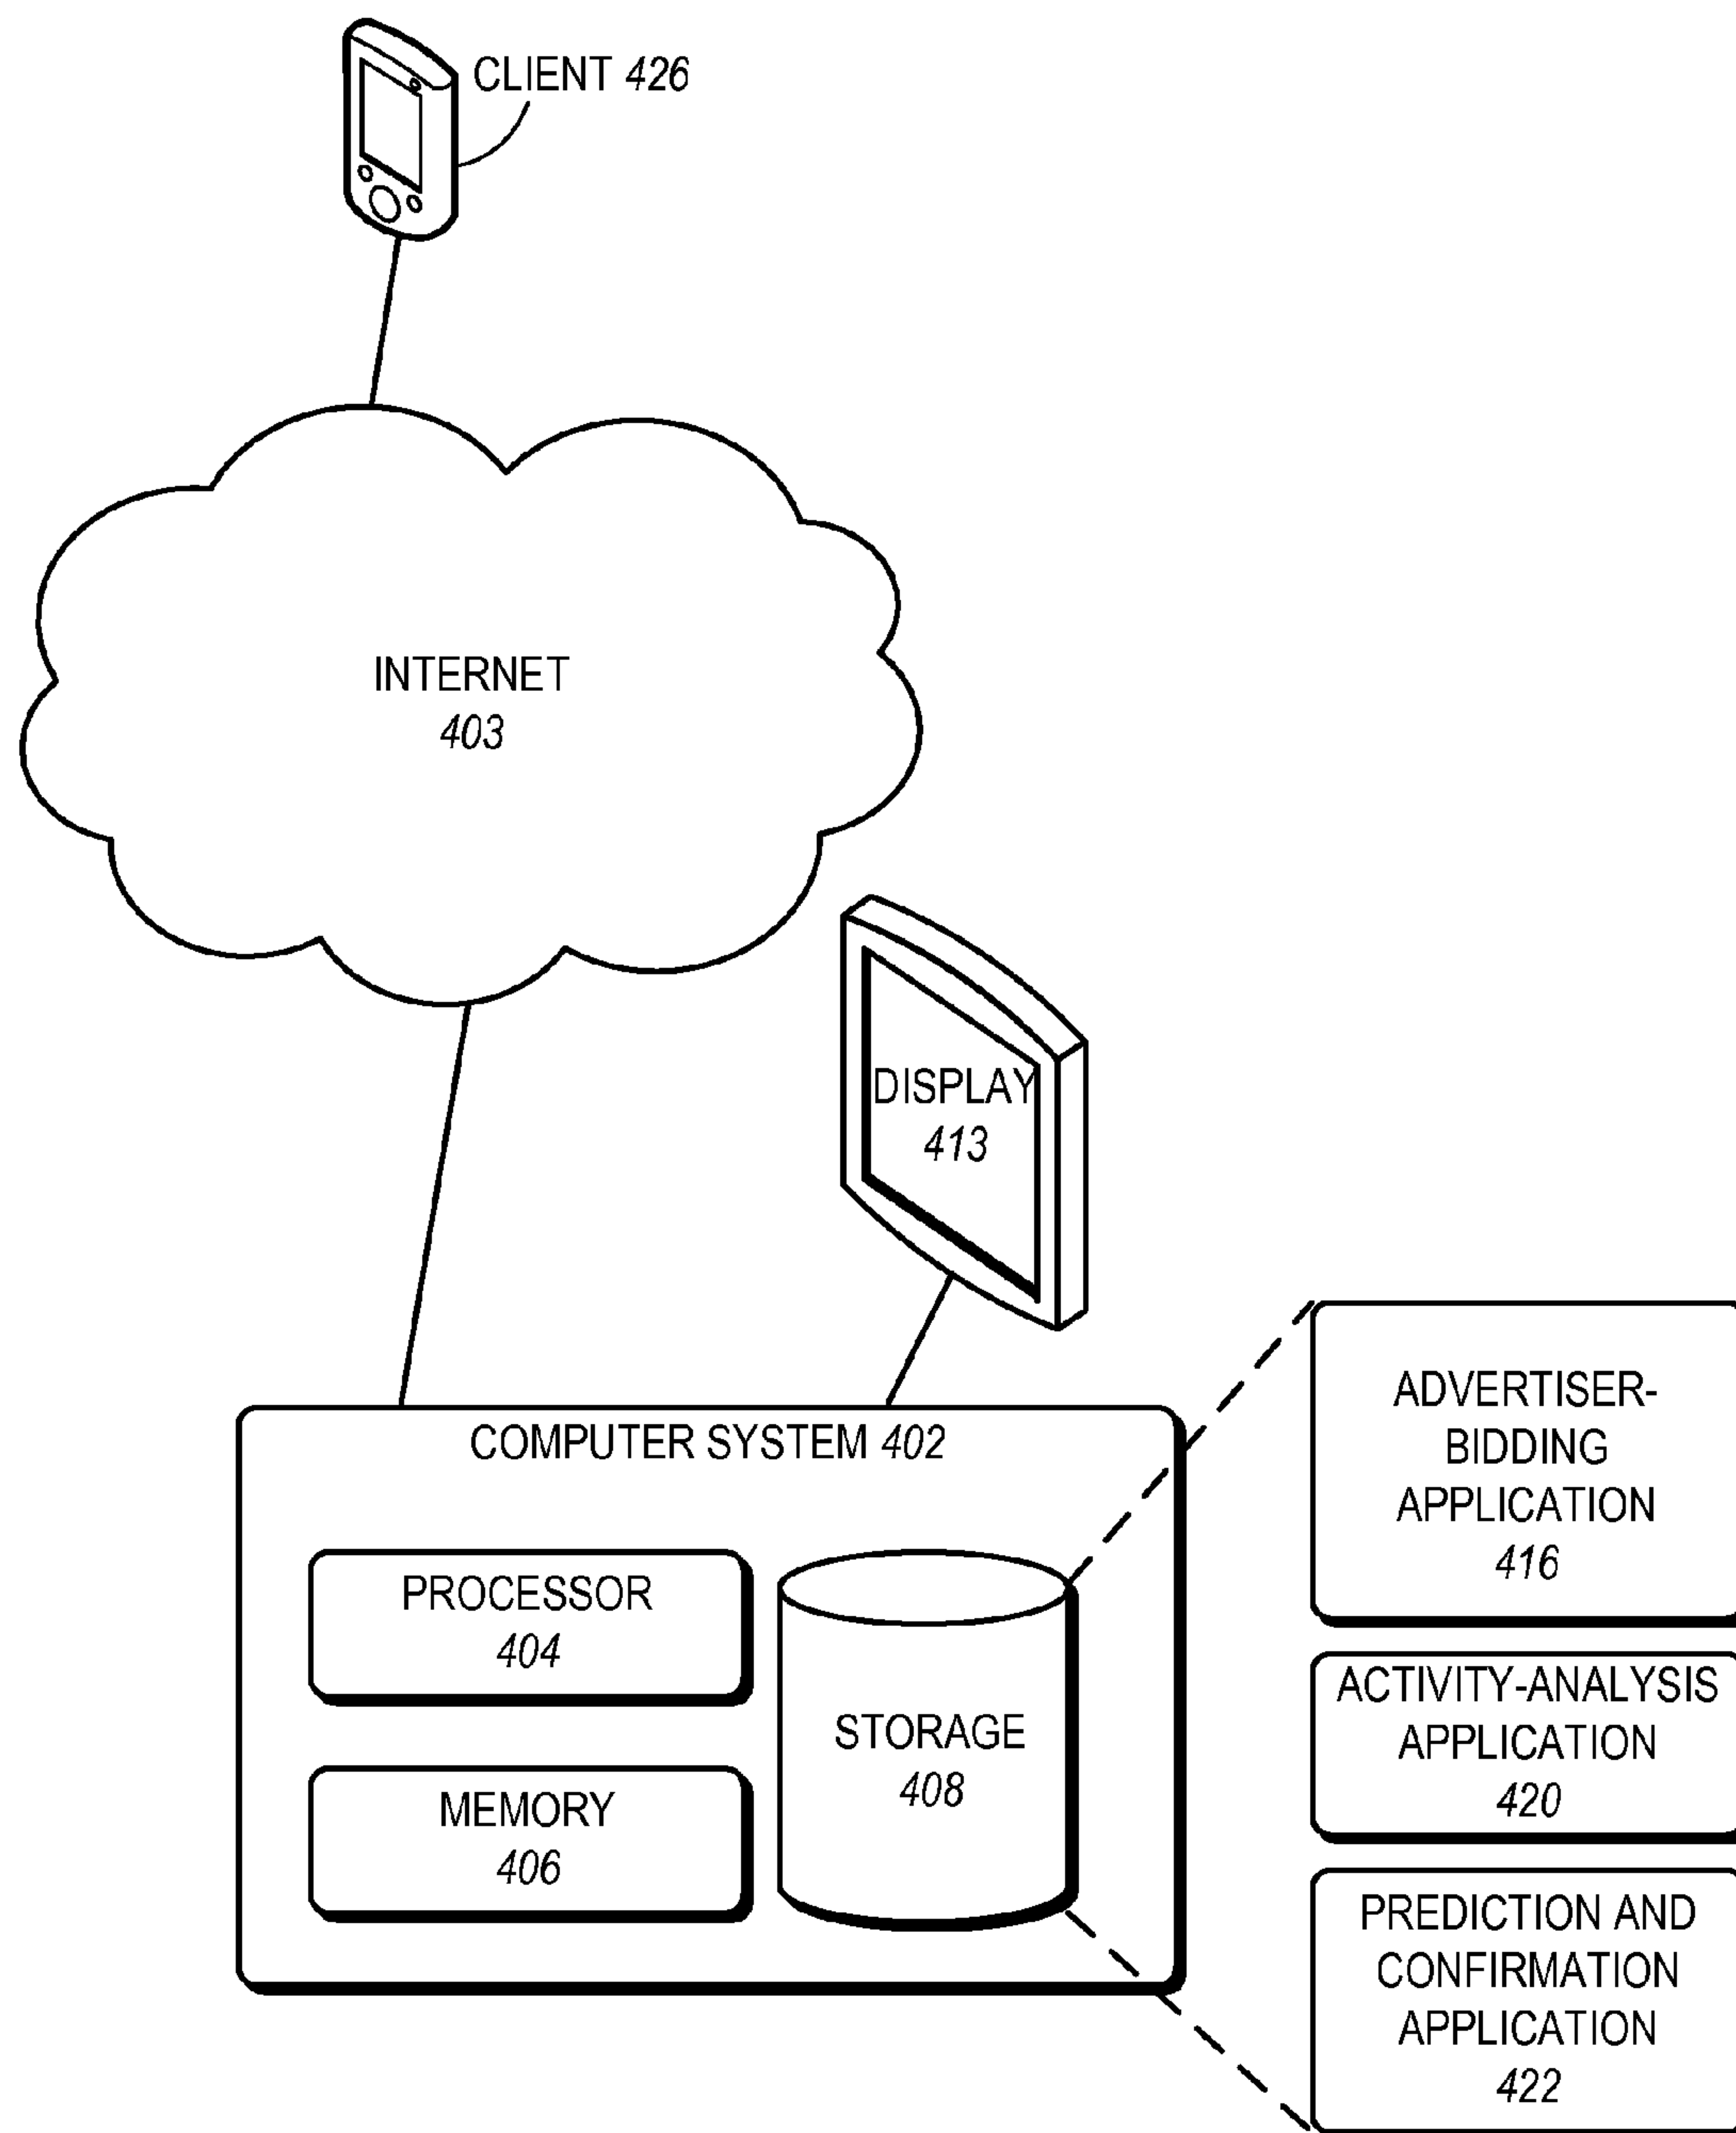 CLIENT 426
INTERNET
403
DISPLAY
413
COMPUTER SYSTEM 402
PROCESSOR
404
MEMORY
406
STORAGE
408
ADVERTISER-
BIDDING
APPLICATION
416
ACTIVITY-ANALYSIS
APPLICATION
420
PREDICTION AND
CONFIRMATION
APPLICATION
422